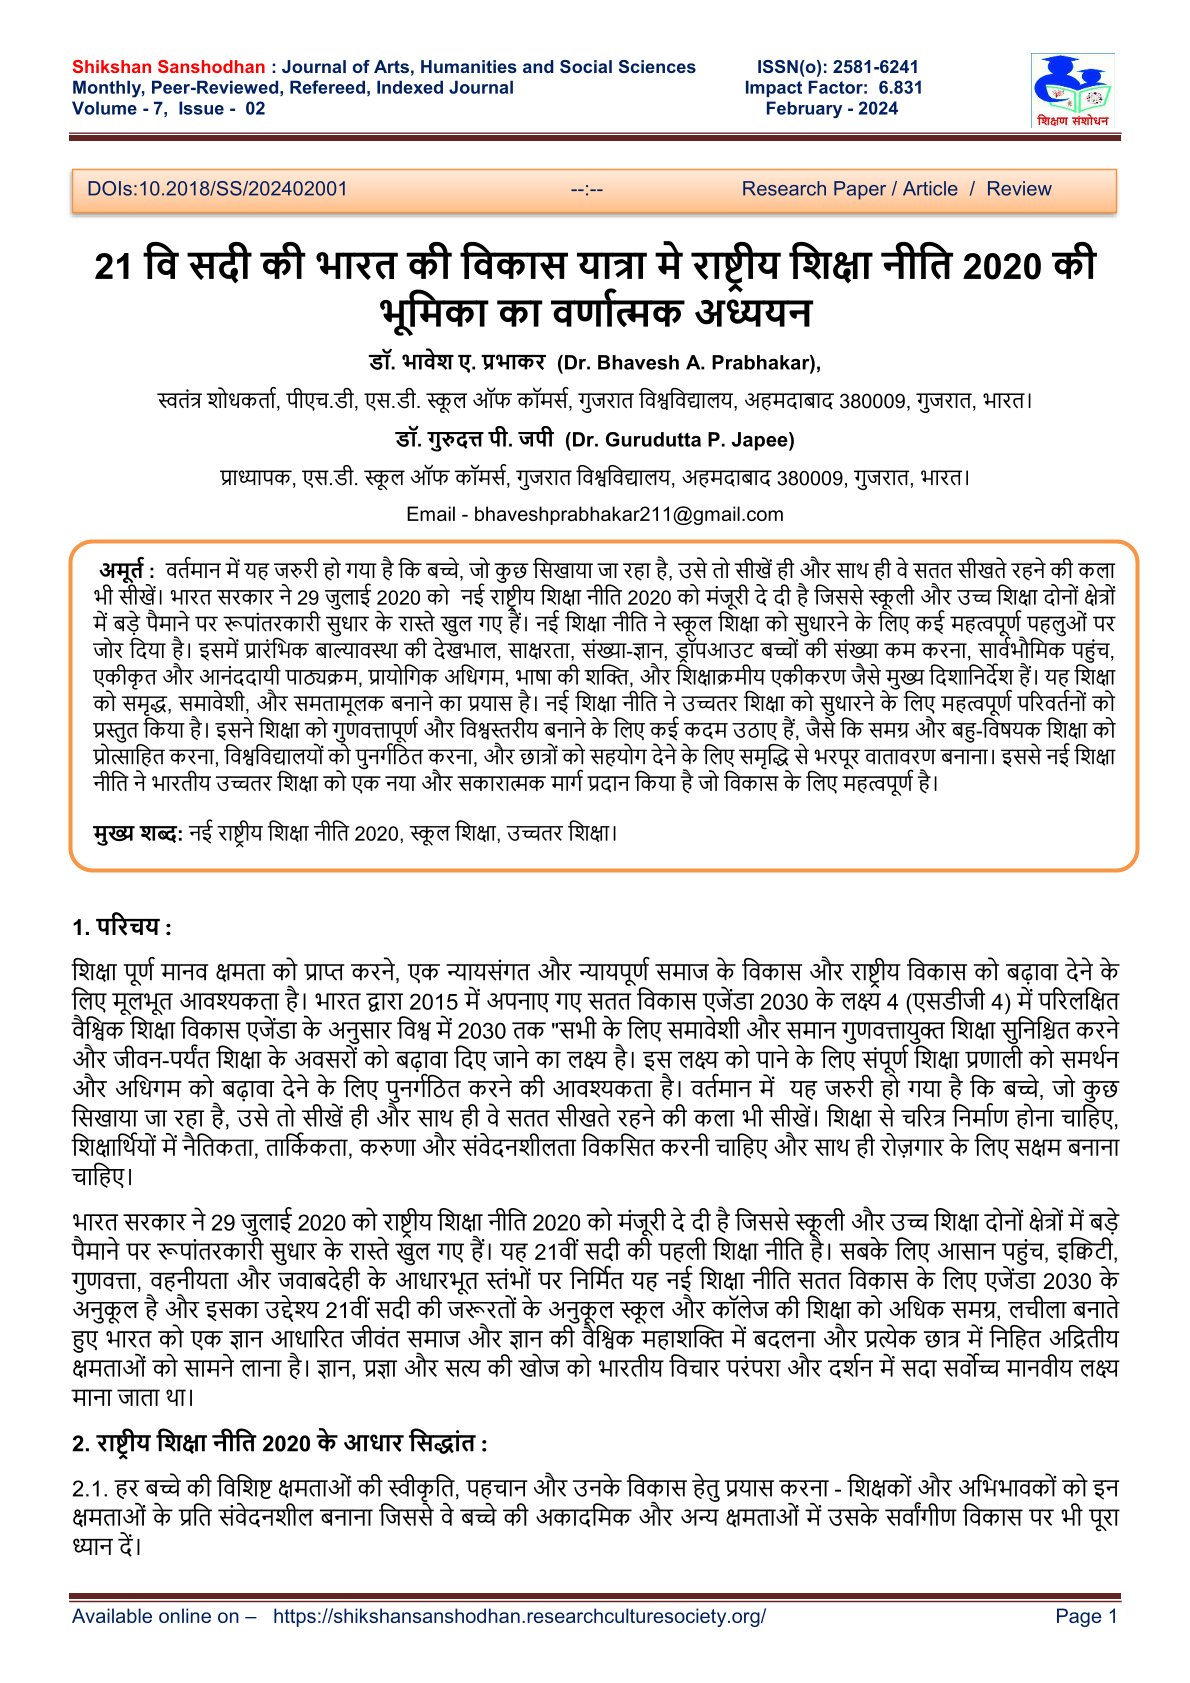 Shikshan Sanshodhan : Journal of Arts, Humanities and Social Sciences ISSN(o): 2581-6241
Monthly, Peer-Reviewed, Refereed, Indexed Journal Impact Factor: 6.831
Volume - 7, Issue - 02 February - 2024
शिक्षण संशोधन
DOIs:10.2018/SS/202402001 --:-- Research Paper / Article / Review
21 वि सदी की भारत की विकास यात्रा मे राष्ट्रीय शिक्षा नीति 2020 की
भूमिका का वर्णात्मक अध्ययन
डॉ. भावेश ए. प्रभाकर (Dr. Bhavesh A. Prabhakar),
स्वतंत्र शोधकर्ता, पीएच.डी, एस.डी. स्कूल ऑफ कॉमर्स, गुजरात विश्वविद्यालय, अहमदाबाद 380009, गुजरात, भारत।
डॉ. गुरुदत्त पी. जपी (Dr. Gurudutta P. Japee)
प्राध्यापक, एस.डी. स्कूल ऑफ कॉमर्स, गुजरात विश्वविद्यालय, अहमदाबाद 380009, गुजरात, भारत।
Email - bhaveshprabhakar211@gmail.com
अमूर्त : वर्तमान में यह जरुरी हो गया है कि बच्चे, जो कुछ सिखाया जा रहा है, उसे तो सीखें ही और साथ ही वे सतत सीखते रहने की कला
भी सीखें। भारत सरकार ने 29 जुलाई 2020 को नई राष्ट्रीय शिक्षा नीति 2020 को मंजूरी दे दी है जिससे स्कूली और उच्च शिक्षा दोनों क्षेत्रों
में बड़े पैमाने पर रूपांतरकारी सुधार के रास्ते खुल गए हैं। नई शिक्षा नीति ने स्कूल शिक्षा को सुधारने के लिए कई महत्वपूर्ण पहलुओं पर
जोर दिया है। इसमें प्रारंभिक बाल्यावस्था की देखभाल, साक्षरता, संख्या-ज्ञान, ड्रॉपआउट बच्चों की संख्या कम करना, सार्वभौमिक पहुंच,
एकीकृत और आनंददायी पाठ्यक्रम, प्रायोगिक अधिगम, भाषा की शक्ति, और शिक्षाक्रमीय एकीकरण जैसे मुख्य दिशानिर्देश हैं। यह शिक्षा
को समृद्ध, समावेशी, और समतामूलक बनाने का प्रयास है। नई शिक्षा नीति ने उच्चतर शिक्षा को सुधारने के लिए महत्वपूर्ण परिवर्तनों को
प्रस्तुत किया है। इसने शिक्षा को गुणवत्तापूर्ण और विश्वस्तरीय बनाने के लिए कई कदम उठाए हैं, जैसे कि समग्र और बहु-विषयक शिक्षा को
प्रोत्साहित करना, विश्वविद्यालयों को पुनर्गठित करना, और छात्रों को सहयोग देने के लिए समृद्धि से भरपूर वातावरण बनाना। इससे नई शिक्षा
नीति ने भारतीय उच्चतर शिक्षा को एक नया और सकारात्मक मार्ग प्रदान किया है जो विकास के लिए महत्वपूर्ण है।
मुख्य शब्द: नई राष्ट्रीय शिक्षा नीति 2020, स्कूल शिक्षा, उच्चतर शिक्षा।
1. परिचय :
शिक्षा पूर्ण मानव क्षमता को प्राप्त करने, एक न्यायसंगत और न्यायपूर्ण समाज के विकास और राष्ट्रीय विकास को बढ़ावा देने के
लिए मूलभूत आवश्यकता है। भारत द्वारा 2015 में अपनाए गए सतत विकास एजेंडा 2030 के लक्ष्य 4 (एसडीजी 4) में परिलक्षित
वैश्विक शिक्षा विकास एजेंडा के अनुसार विश्व में 2030 तक "सभी के लिए समावेशी और समान गुणवत्तायुक्त शिक्षा सुनिश्चित करने
और जीवन-पर्यंत शिक्षा के अवसरों को बढ़ावा दिए जाने का लक्ष्य है। इस लक्ष्य को पाने के लिए संपूर्ण शिक्षा प्रणाली को समर्थन
और अधिगम को बढ़ावा देने के लिए पुनर्गठित करने की आवश्यकता है। वर्तमान में यह जरुरी हो गया है कि बच्चे, जो कुछ
सिखाया जा रहा है, उसे तो सीखें ही और साथ ही वे सतत सीखते रहने की कला भी सीखें। शिक्षा से चरित्र निर्माण होना चाहिए,
शिक्षार्थियों में नैतिकता, तार्किकता, करुणा और संवेदनशीलता विकसित करनी चाहिए और साथ ही रोज़गार के लिए सक्षम बनाना
चाहिए।
भारत सरकार ने 29 जुलाई 2020 को राष्ट्रीय शिक्षा नीति 2020 को मंजूरी दे दी है जिससे स्कूली और उच्च शिक्षा दोनों क्षेत्रों में बड़े
पैमाने पर रूपांतरकारी सुधार के रास्ते खुल गए हैं। यह 21वीं सदी की पहली शिक्षा नीति है। सबके लिए आसान पहुंच, इक्विटी,
गुणवत्ता, वहनीयता और जवाबदेही के आधारभूत स्तंभों पर निर्मित यह नई शिक्षा नीति सतत विकास के लिए एजेंडा 2030 के
अनुकूल है और इसका उद्देश्य 21वीं सदी की जरूरतों के अनुकूल स्कूल और कॉलेज की शिक्षा को अधिक समग्र, लचीला बनाते
हुए भारत को एक ज्ञान आधारित जीवंत समाज और ज्ञान की वैश्विक महाशक्ति में बदलना और प्रत्येक छात्र में निहित अद्रितीय
क्षमताओं को सामने लाना है। ज्ञान, प्रज्ञा और सत्य की खोज को भारतीय विचार परंपरा और दर्शन में सदा सर्वोच्च मानवीय लक्ष्य
माना जाता था।
2. राष्ट्रीय शिक्षा नीति 2020 के आधार सिद्धांत :
2.1. हर बच्चे की विशिष्ट क्षमताओं की स्वीकृति, पहचान और उनके विकास हेतु प्रयास करना - शिक्षकों और अभिभावकों को इन
क्षमताओं के प्रति संवेदनशील बनाना जिससे वे बच्चे की अकादमिक और अन्य क्षमताओं में उसके सर्वांगीण विकास पर भी पूरा
ध्यान दें।
Available online on – https://shikshansanshodhan.researchculturesociety.org/ Page 1